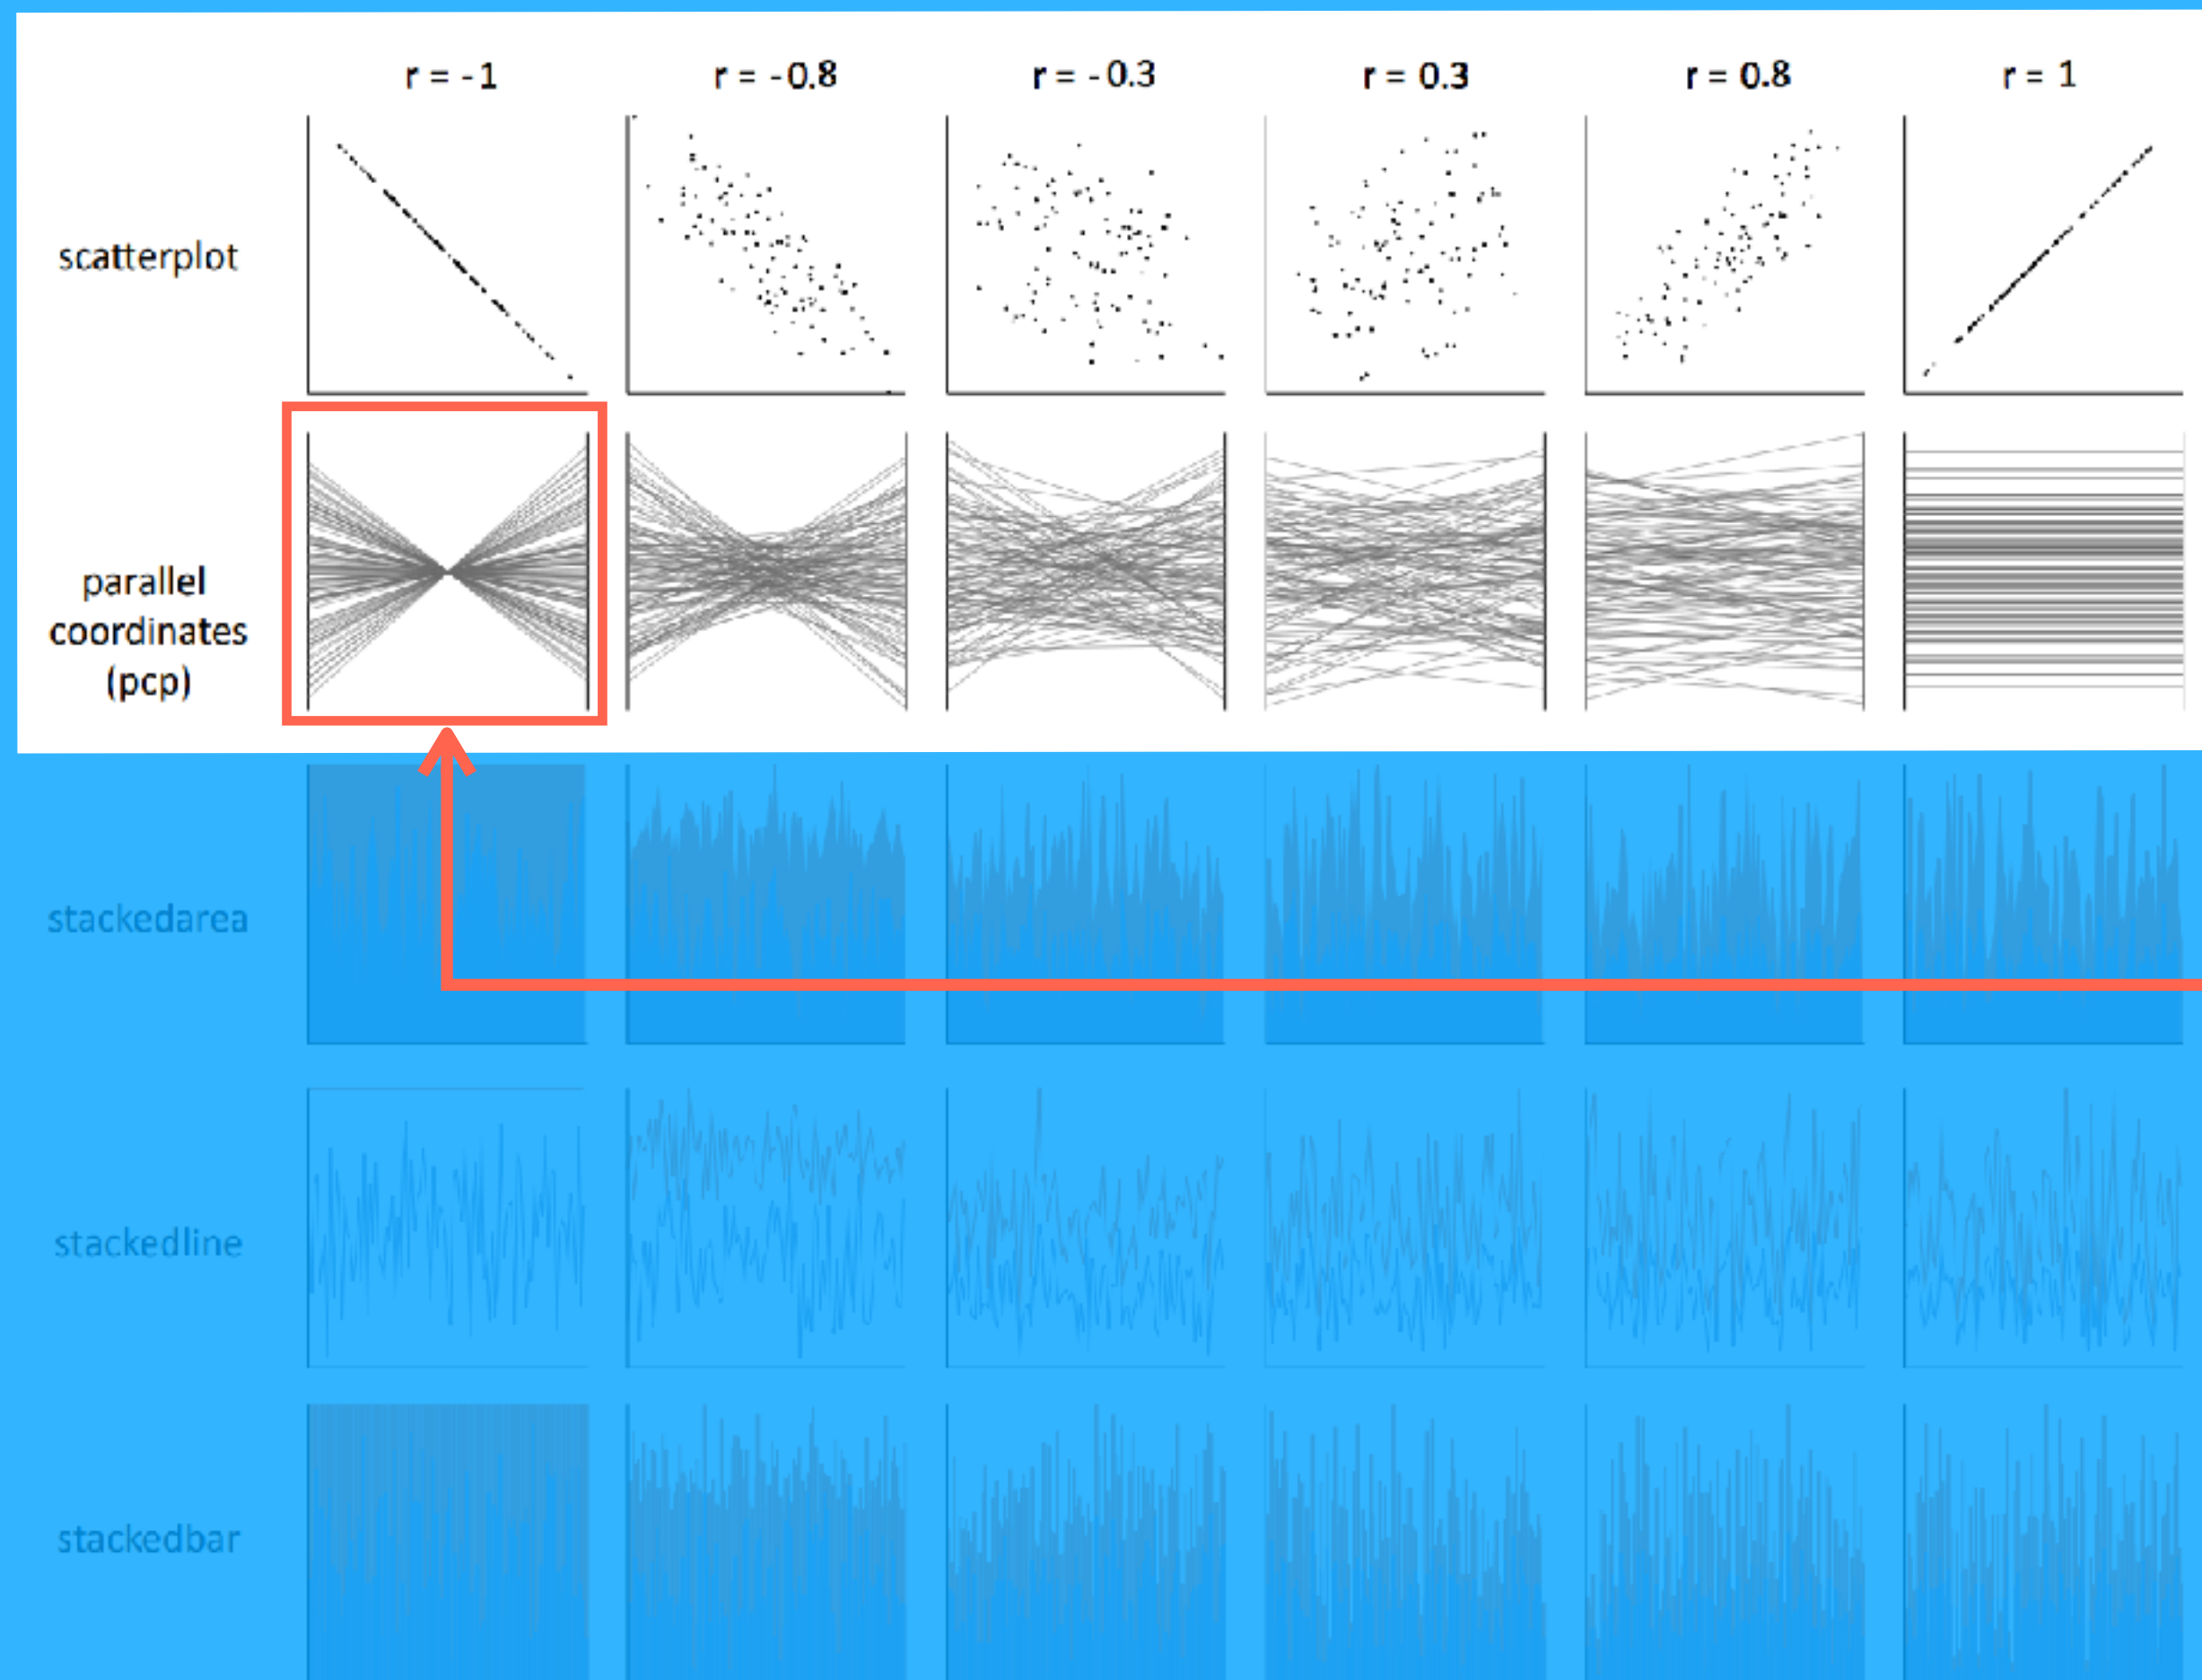 r = -1 r = -0.8 r = -0.3 r = 0.3 r = 0.8 r = 1
scatterplot
parallel
coordinates
(pcp)
stackedarea
stackedline
stackedbar